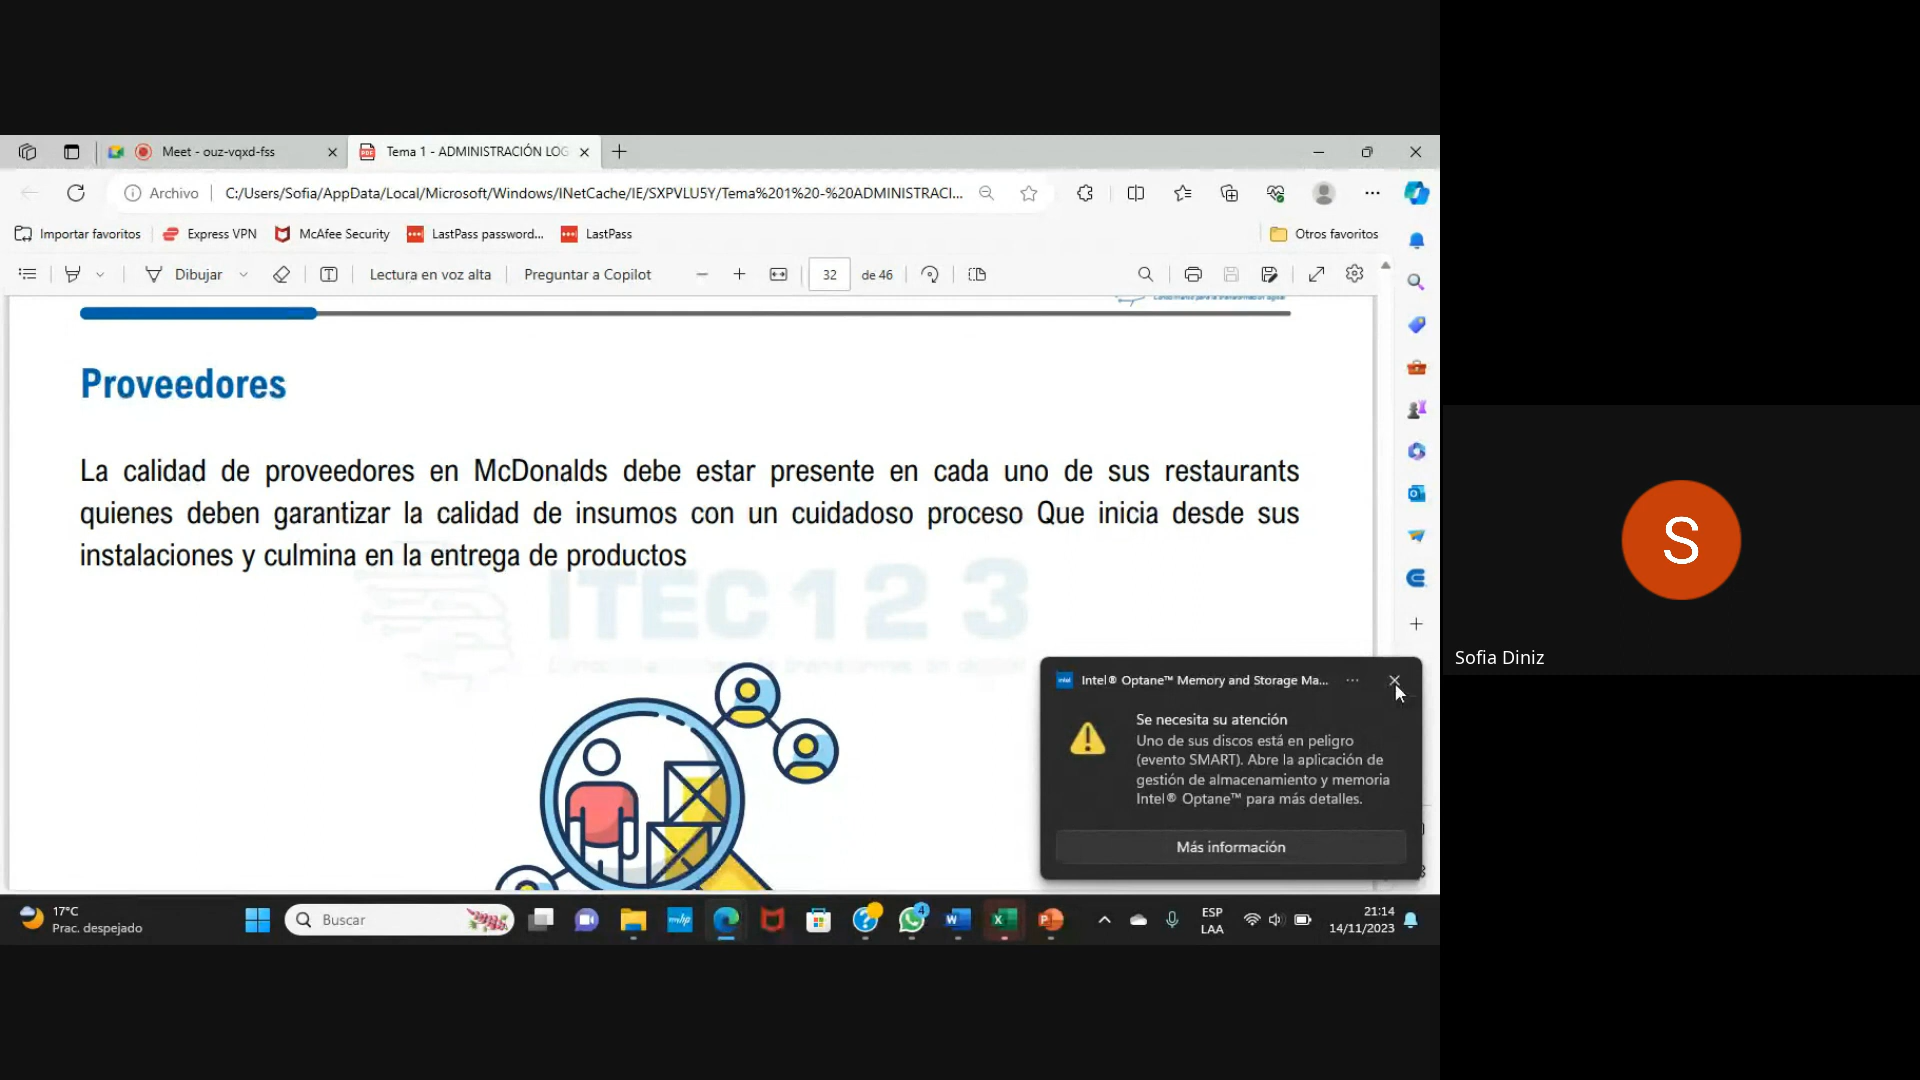 Meet - ouz-vqxd-fss
Tema 1 - ADMINISTRACIÓN LOG
Archivo
C:/Users/Sofia/AppData/Local/Microsoft/Windows/INetCache/IE/SXPVLU5Y/Tema%201%20-%20ADMINISTRACI...
Importar favoritos
Express VPN
McAfee Security
LastPass password...
LastPass
Otros favoritos
Dibujar
Lectura en voz alta
Preguntar a Copilot
32
de 46
Proveedores
La calidad de proveedores en McDonalds debe estar presente en cada uno de sus restaurants
quienes deben garantizar la calidad de insumos con un cuidadoso proceso Que inicia desde sus
instalaciones y culmina en la entrega de productos
ITEC 1 2 3
intel
Intel® Optane™ Memory and Storage Ma...
Se necesita su atención
Uno de sus discos está en peligro
(evento SMART). Abre la aplicación de
gestión de almacenamiento y memoria
Intel® Optane™ para más detalles.
Más información
S
Sofia Diniz
17°C
Prac. despejado
Buscar
4
ESP
LAA
21:14
14/11/2023